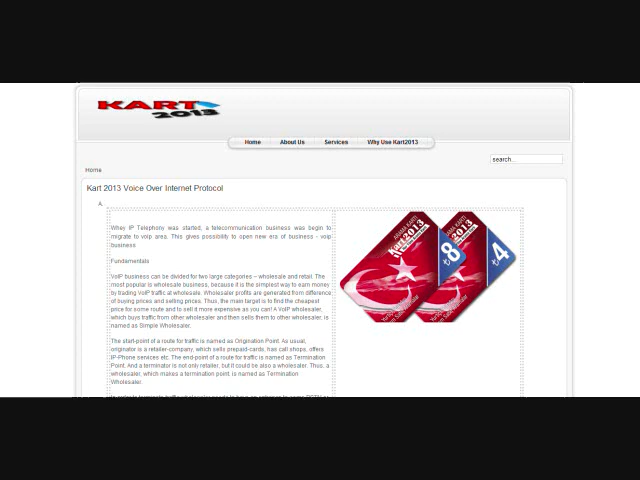 KART
2013
Home About Us Services Why Use Kart2013
search...
Home
Kart 2013 Voice Over Internet Protocol
A.
Whey IP Telephony was started, a telecommunication business was begin to
migrate to voip area. This gives possibility to open new era of business - voip
business
Fundamentals
VoIP business can be divided for two large categories – wholesale and retail. The
most popular is wholesale business, because it is the simplest way to earn money
by trading VoIP traffic at wholesale. Wholesaler profits are generated from difference
of buying prices and selling prices. Thus, the main target is to find the cheapest
price for some route and to sell it more expensive as you can! A VoIP wholesaler,
which buys traffic from other wholesaler and then sells them to other wholesaler, is
named as Simple Wholesaler.
The start-point of a route for traffic is named as Origination Point. As usual,
originator is a retailer-company, which sells prepaid-cards, has call shops, offers
IP-Phone services etc. The end-point of a route for traffic is named as Termination
Point. And a terminator is not only retailer, but it could be also a wholesaler. Thus, a
wholesaler, which makes a termination point, is named as Termination
Wholesaler.
ARAMA KARTI
Kart2013
₺8
ARAMA KARTI
2013
₺4